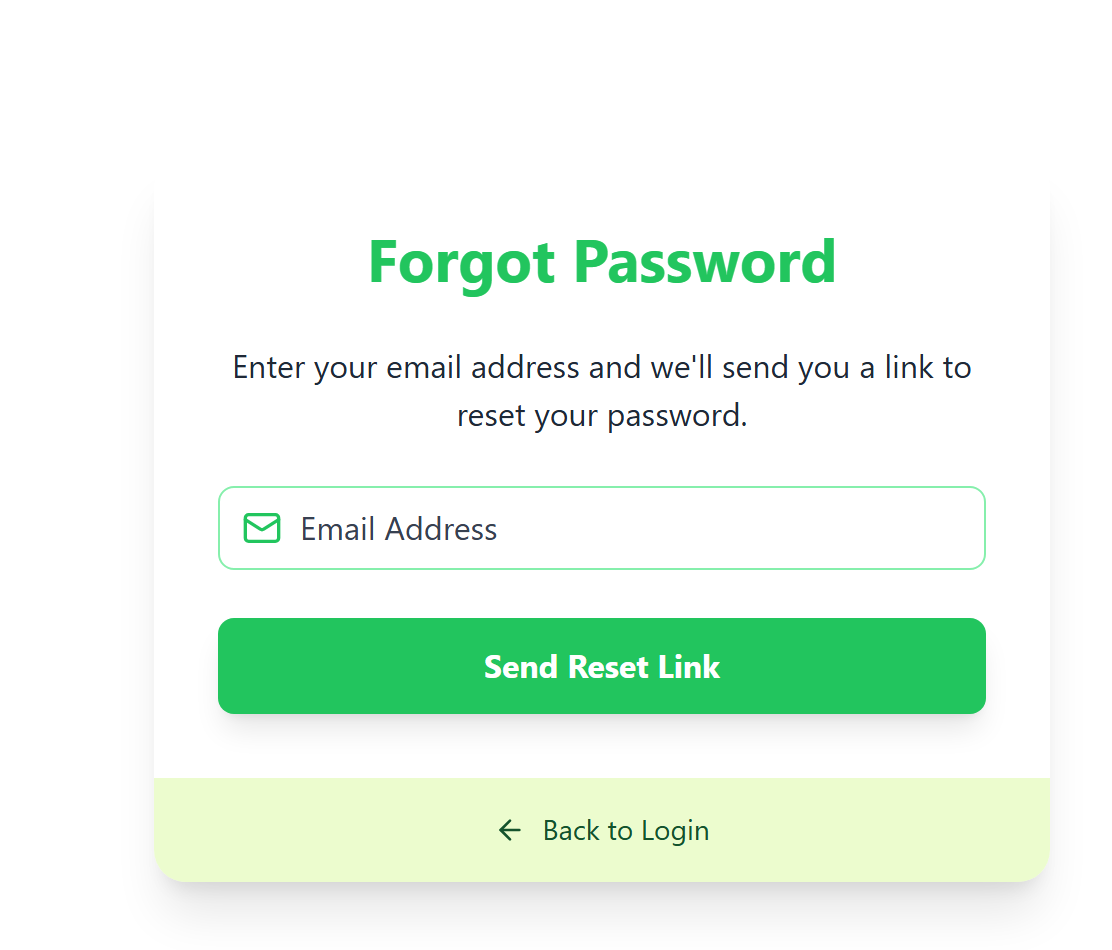 Forgot Password
Enter your email address and we'll send you a link to
reset your password.
Email Address
Send Reset Link
Back to Login